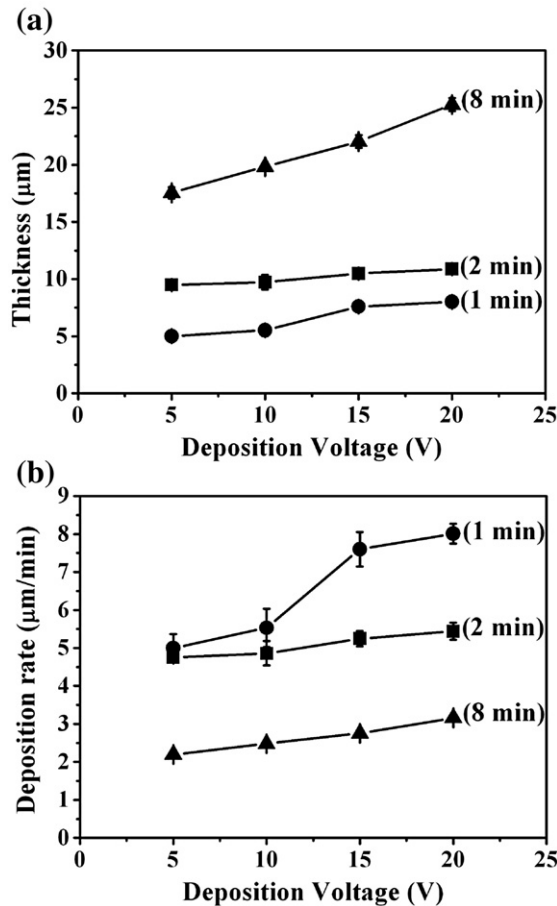 (a)
30
25
20
15
10
5
0
Thickness (μm)
(8 min)
(2 min)
(1 min)
0 5 10 15 20 25
Deposition Voltage (V)
(b)
9
8
7
6
5
4
3
2
1
0
Deposition rate (μm/min)
(1 min)
(2 min)
(8 min)
0 5 10 15 20 25
Deposition Voltage (V)